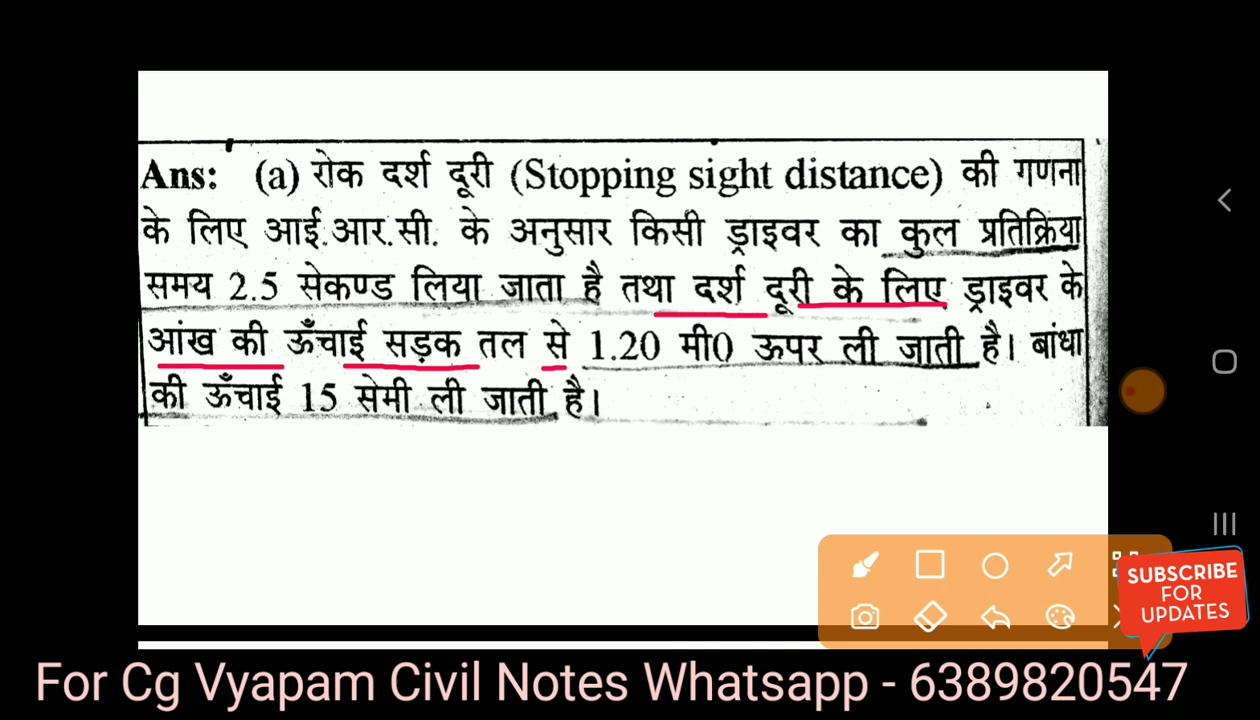 Ans: (a) रोक दर्श दूरी (Stopping sight distance) की गणना
के लिए आई.आर.सी. के अनुसार किसी ड्राइवर का कुल प्रतिक्रिया
समय 2.5 सेकण्ड लिया जाता है तथा दर्श दूरी के लिए ड्राइवर के
आंख की ऊँचाई सड़क तल से 1.20 मी0 ऊपर ली जाती है। बांधा
की ऊँचाई 15 सेमी ली जाती है।
SUBSCRIBE
FOR
UPDATES
For Cg Vyapam Civil Notes Whatsapp - 6389820547